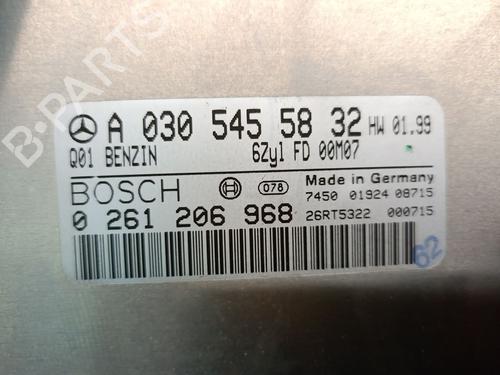 A 030 545 58 32 HW 01.99
Q01 BENZIN 6Zyl FD 00M07
BOSCH 078 Made in Germany
7450 01924 08715
0 261 206 968 26RT5322 000715
62
B-PARTS